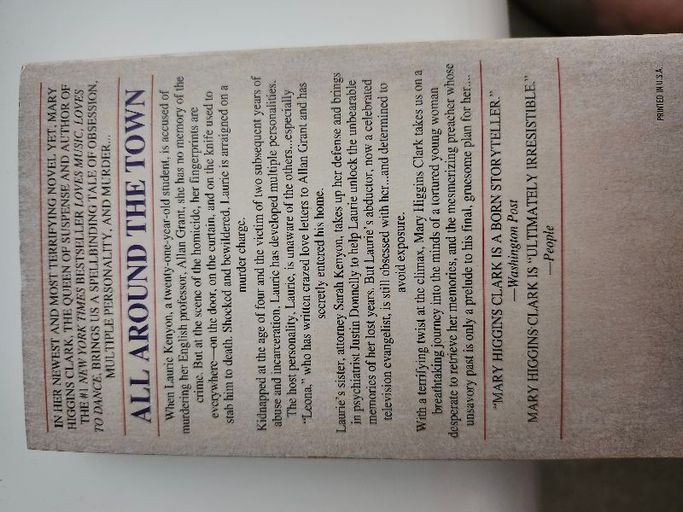 IN HER NEWEST AND MOST TERRIFYING NOVEL YET, MARY
HIGGINS CLARK, THE QUEEN OF SUSPENSE AND AUTHOR OF
THE #1 NEW YORK TIMES BESTSELLER LOVES MUSIC, LOVES
TO DANCE, BRINGS US A SPELLBINDING TALE OF OBSESSION,
MULTIPLE PERSONALITY, AND MURDER...
ALL AROUND THE TOWN
When Laurie Kenyon, a twenty-one-year-old student, is accused of
murdering her English professor, Allan Grant, she has no memory of the
crime. But at the scene of the homicide, her fingerprints are
everywhere—on the door, on the curtain, and on the knife used to
stab him to death. Shocked and bewildered, Laurie is arraigned on a
murder charge.
Kidnapped at the age of four and the victim of two subsequent years of
abuse and incarceration, Laurie has developed multiple personalities.
The host personality, Laurie, is unaware of the others...especially
"Leona," who has written crazed love letters to Allan Grant and has
secretly entered his home.
Laurie's sister, attorney Sarah Kenyon, takes up her defense and brings
in psychiatrist Justin Donnelly to help Laurie unlock the unbearable
memories of her lost years. But Laurie's abductor, now a celebrated
television evangelist, is still obsessed with her...and determined to
avoid exposure.
With a terrifying twist at the climax, Mary Higgins Clark takes us on a
breathtaking journey into the minds of a tortured young woman
desperate to retrieve her memories, and the mesmerizing preacher whose
unsavory past is only a prelude to his final, gruesome plan for her....
"MARY HIGGINS CLARK IS A BORN STORYTELLER."
—Washington Post
MARY HIGGINS CLARK IS "ULTIMATELY IRRESISTIBLE."
—People
PRINTED IN U.S.A.